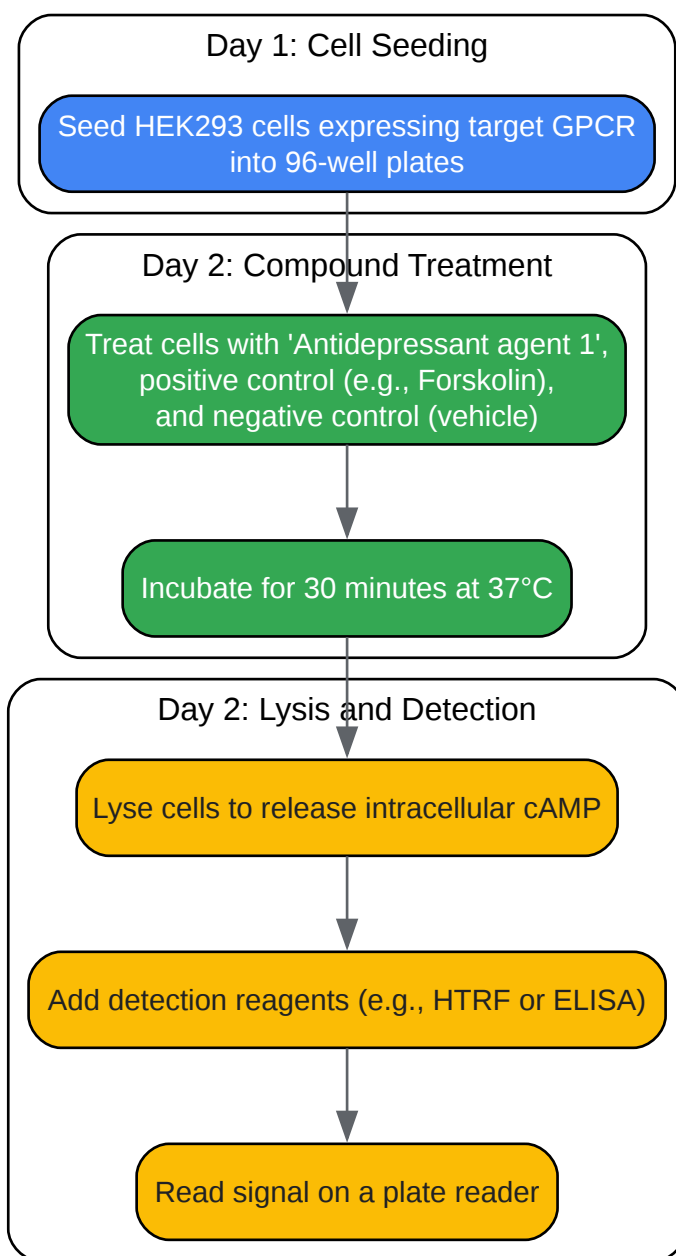 Day 1: Cell Seeding
Seed HEK293 cells expressing target GPCR
into 96-well plates
Day 2: Compound Treatment
Treat cells with 'Antidepressant agent 1',
positive control (e.g., Forskolin),
and negative control (vehicle)
Incubate for 30 minutes at 37°C
Day 2: Lysis and Detection
Lyse cells to release intracellular cAMP
Add detection reagents (e.g., HTRF or ELISA)
Read signal on a plate reader